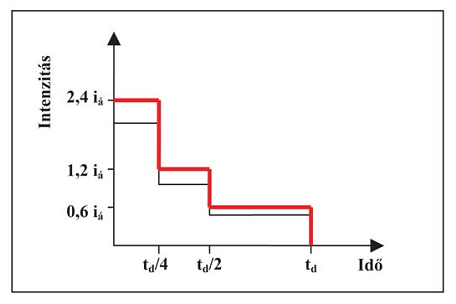 Intenzitás
2,4 iá
1,2 iá
0,6 iá
td/4 td/2 td Idő